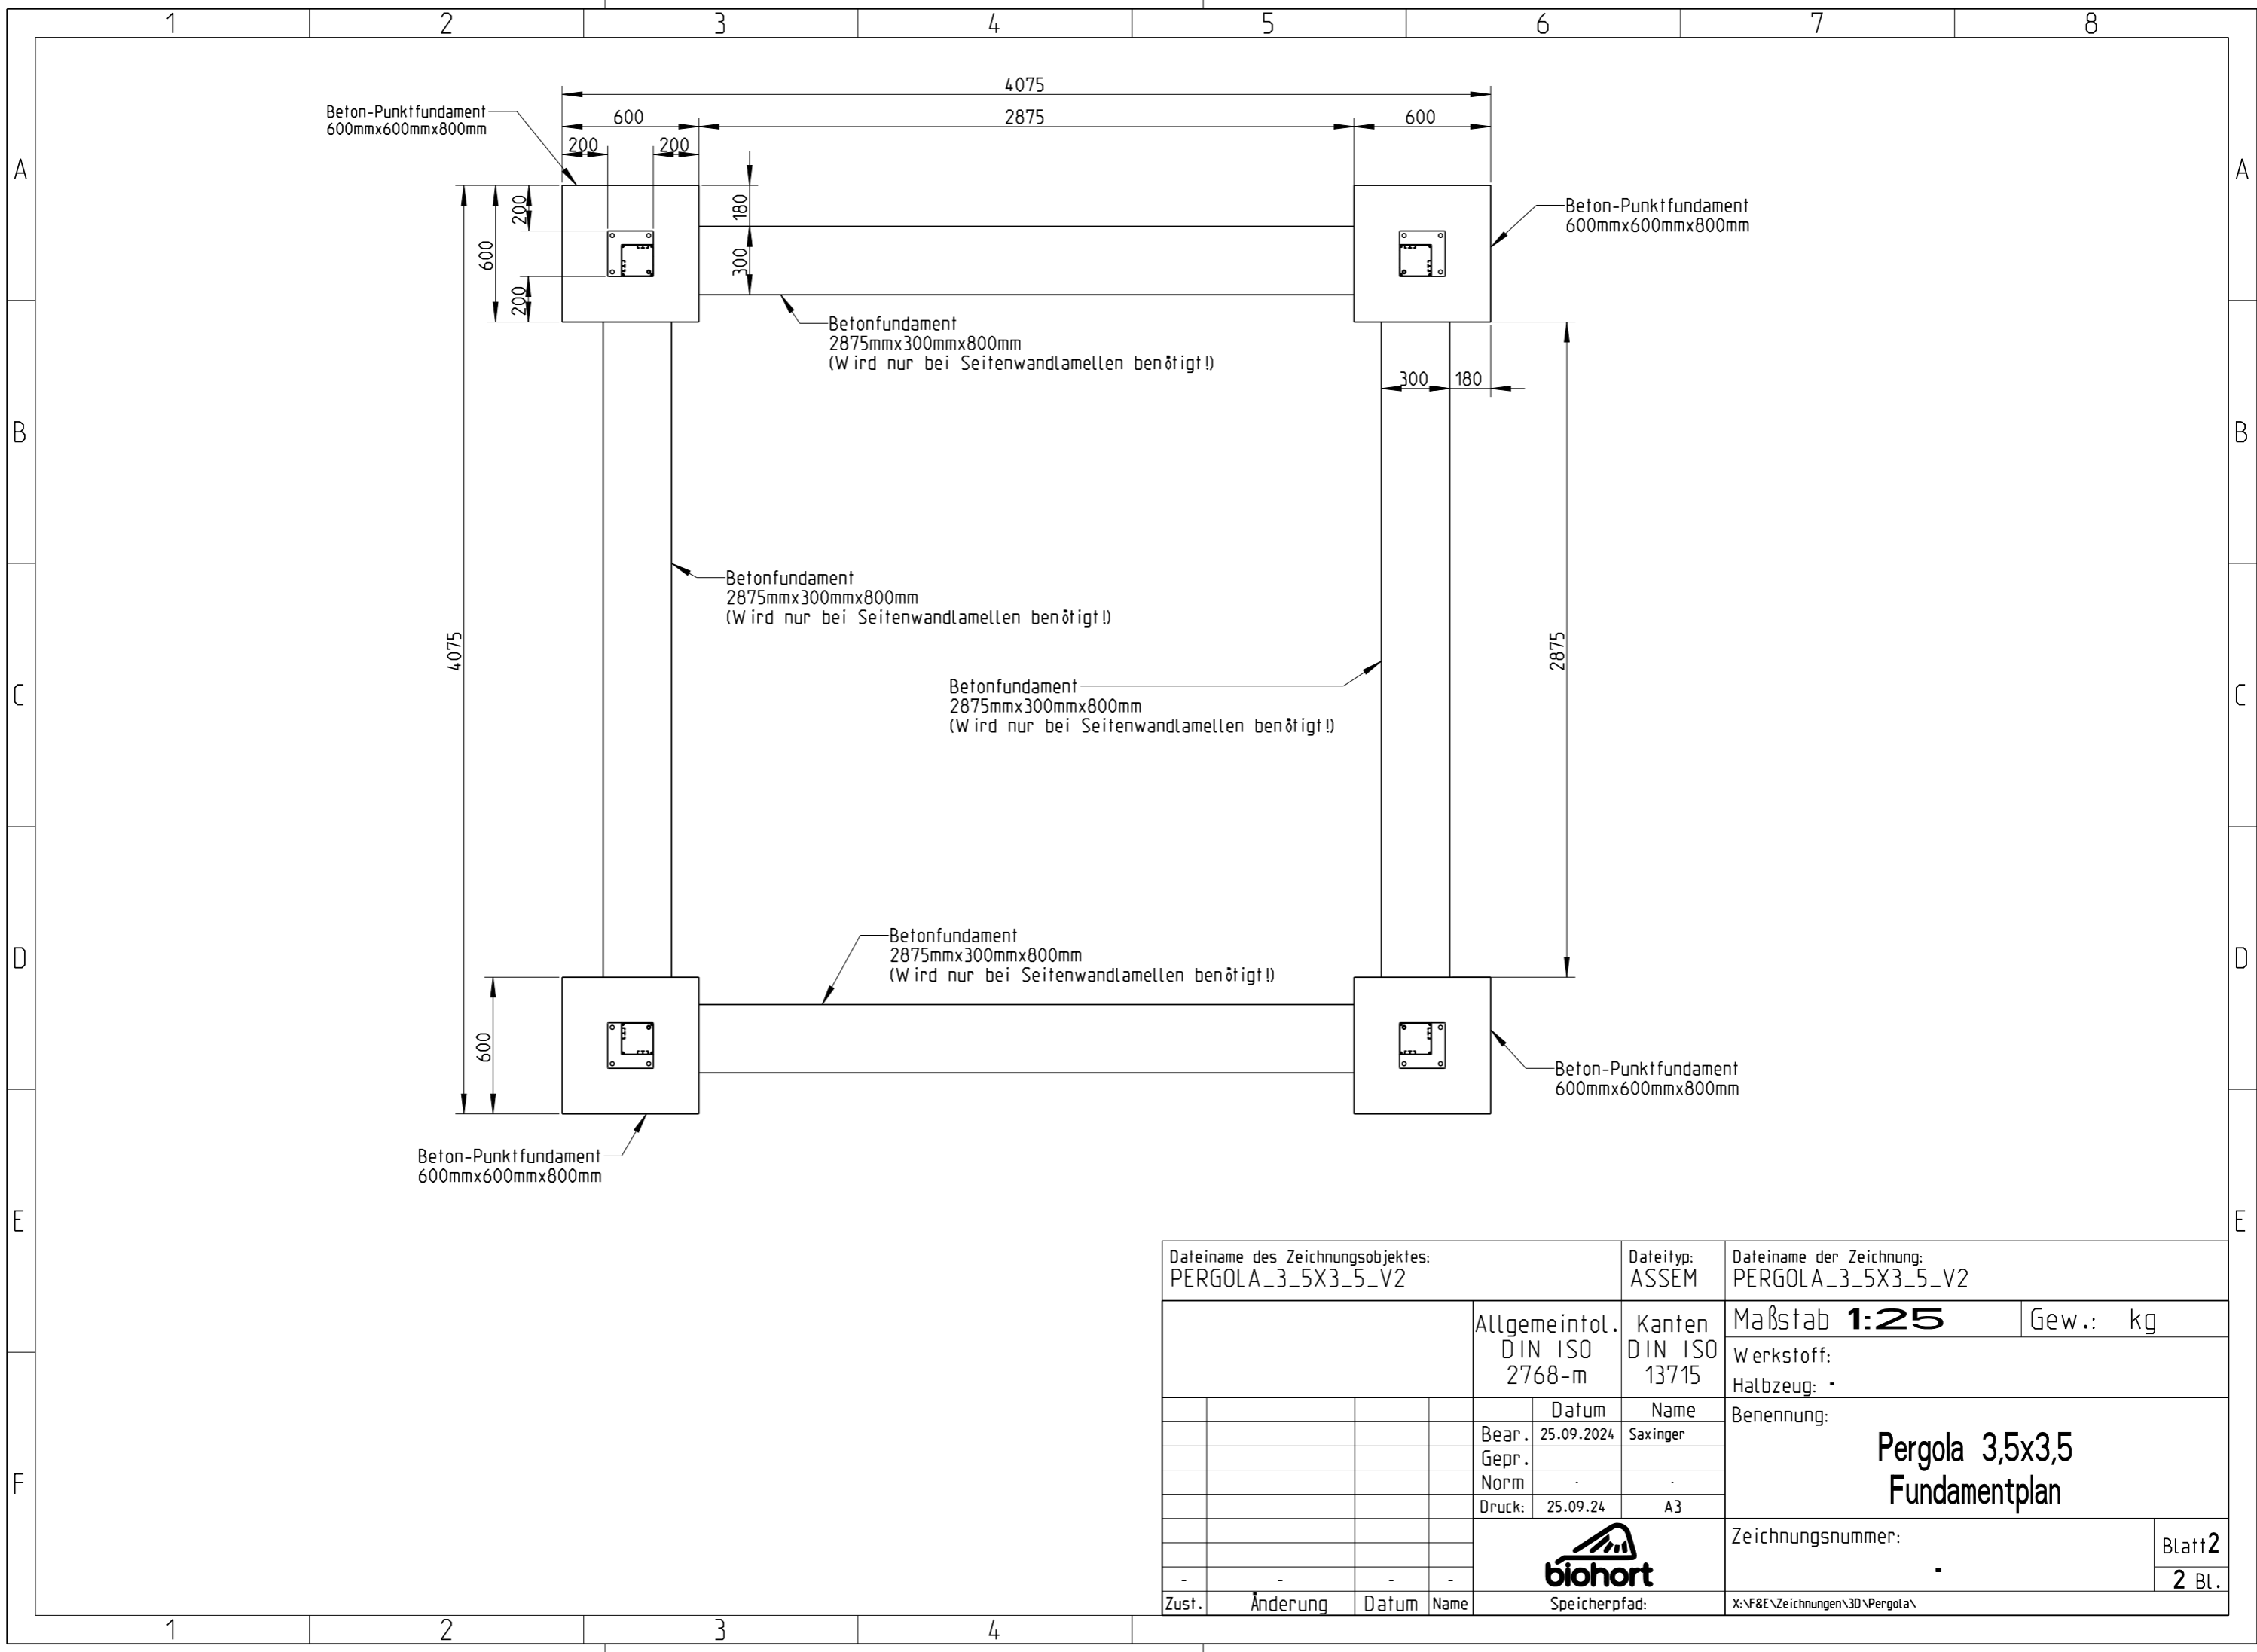 1 2 3 4 5 6 7 8
4075
Beton-Punktfundament
600mmx600mmx800mm
600 2875 600
200 200
A A
200
180
600
300
200
Beton-Punktfundament
600mmx600mmx800mm
Betonfundament
2875mmx300mmx800mm
(Wird nur bei Seitenwandlamellen benötigt!)
300 180
B B
Betonfundament
2875mmx300mmx800mm
(Wird nur bei Seitenwandlamellen benötigt!)
4075
2875
C C
Betonfundament
2875mmx300mmx800mm
(Wird nur bei Seitenwandlamellen benötigt!)
Betonfundament
2875mmx300mmx800mm
(Wird nur bei Seitenwandlamellen benötigt!)
D D
600
Beton-Punktfundament
600mmx600mmx800mm
Beton-Punktfundament
600mmx600mmx800mm
E E
Dateiname des Zeichnungsobjektes:
PERGOLA_3_5X3_5_V2
Dateityp:
ASSEM
Dateiname der Zeichnung:
PERGOLA_3_5X3_5_V2
Allgemeintol.
DIN ISO
2768-m
Kanten
DIN ISO
13715
Maßstab 1:25
Gew.: kg
Werkstoff:
Halbzeug: -
Datum Name
Bear. 25.09.2024 Saxinger
Gepr.
Norm . .
Druck: 25.09.24 A3
Benennung:
Pergola 3,5x3,5
Fundamentplan
F
biohort
Zeichnungsnummer:
-
Blatt2
2 Bl.
- - - -
Zust. Änderung Datum Name
Speicherpfad:
X:\F&E\Zeichnungen\3D\Pergola\
1 2 3 4